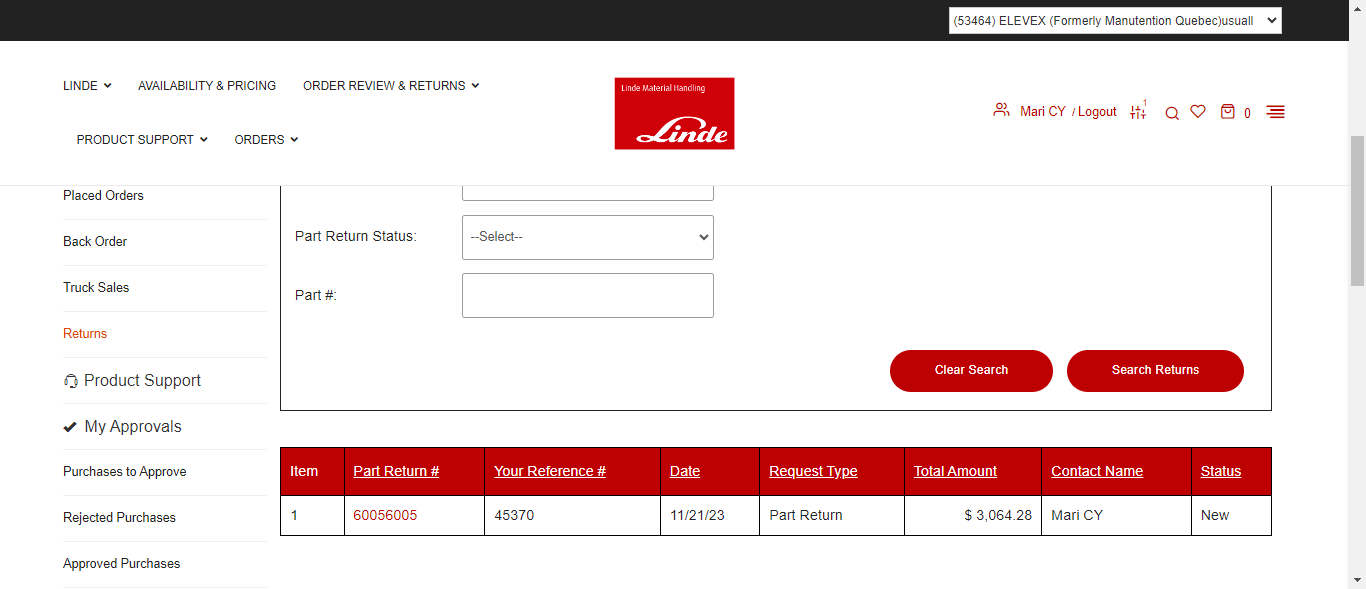 (53464) ELEVEX (Formerly Manutention Quebec)usuall
LINDE
AVAILABILITY & PRICING
ORDER REVIEW & RETURNS
PRODUCT SUPPORT
ORDERS
Linde Material Handling
Linde
Mari CY / Logout
1
0
Placed Orders
Back Order
Truck Sales
Returns
Product Support
My Approvals
Purchases to Approve
Rejected Purchases
Approved Purchases
Part Return Status:
--Select--
Part #:
Clear Search
Search Returns
Item Part Return # Your Reference # Date Request Type Total Amount Contact Name Status
1 60056005 45370 11/21/23 Part Return $ 3,064.28 Mari CY New